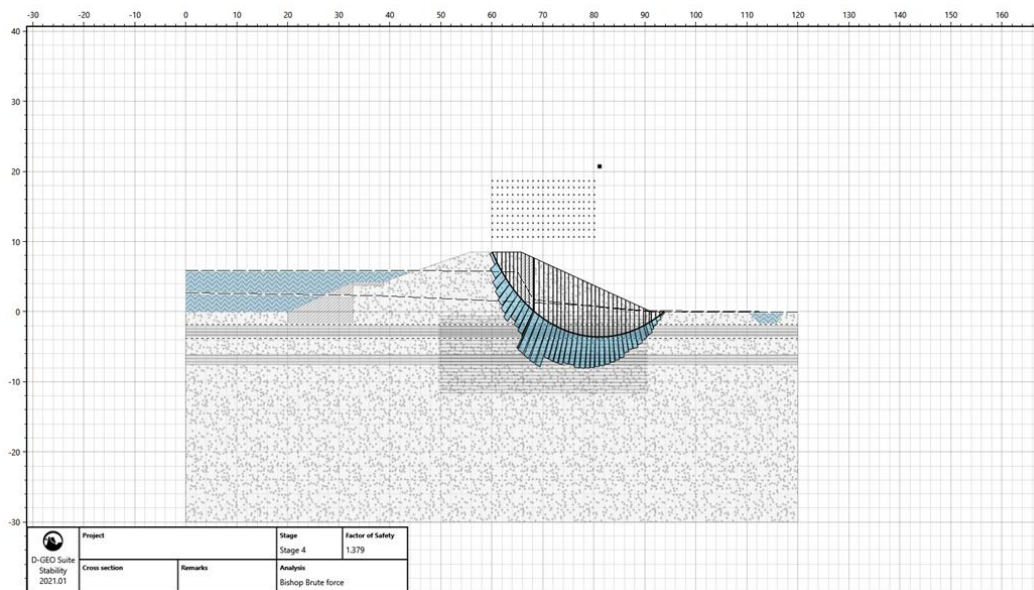 -30 -20 -10 0 10 20 30 40 50 60 70 80 90 100 110 120 130 140 150 160
40
30
20
10
0
-10
-20
-30
D-GEO Suite
Stability
2021.01
Project
Stage
Stage 4
Factor of Safety
1.379
Cross section
Remarks
Analysis
Bishop Brute force